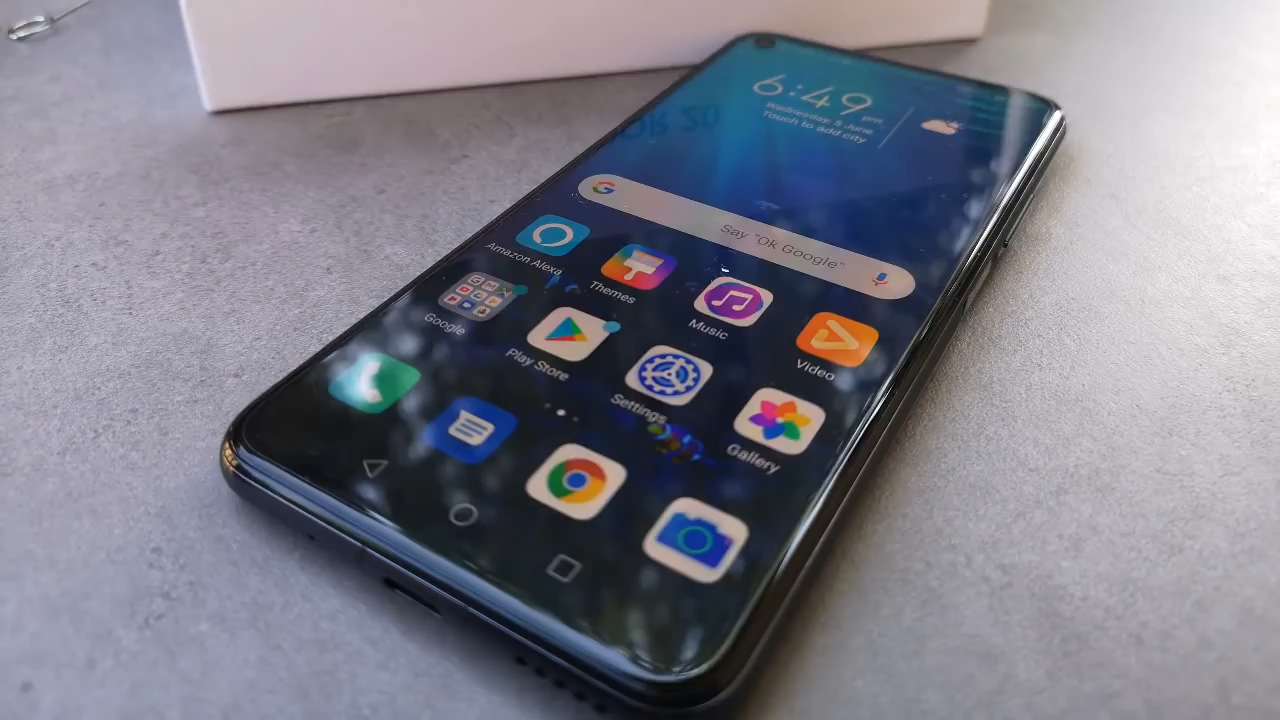 6:49 pm
Wednesday, 5 June
Touch to add city
Say "Ok Google"
Amazon Alexa
Themes
Music
Video
Google
Play Store
Settings
Gallery